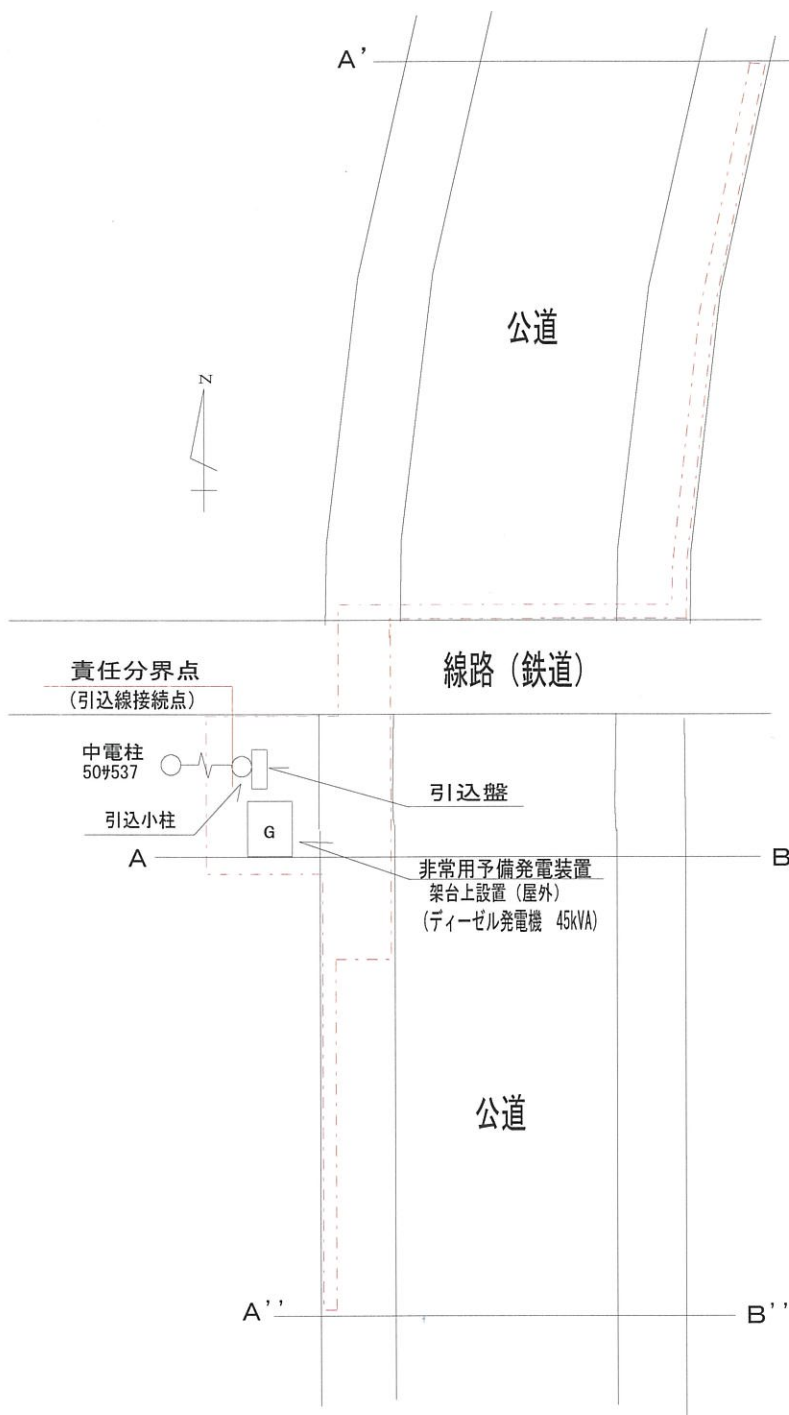 A'
公道
N
線路（鉄道）
責任分界点
(引込線接続点)
中電柱
50ｻ537
引込盤
引込小柱
G
A
B
非常用予備発電装置
架台上設置（屋外）
(ディーゼル発電機 45kVA)
公道
A''
B''